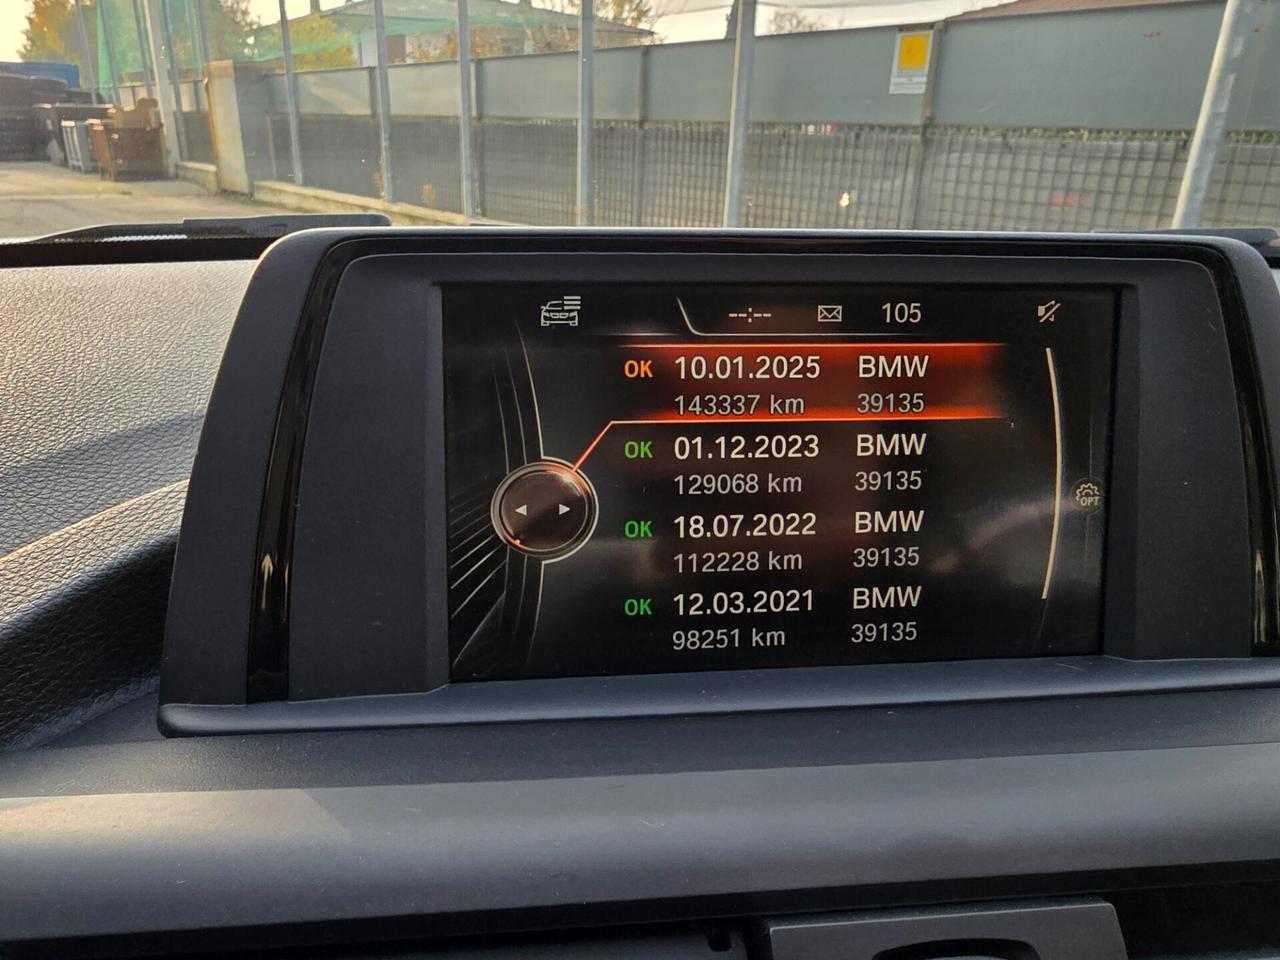 --:-- 105
OK 10.01.2025 BMW
143337 km 39135
OK 01.12.2023 BMW
129068 km 39135
OK 18.07.2022 BMW
112228 km 39135
OPT
OK 12.03.2021 BMW
98251 km 39135